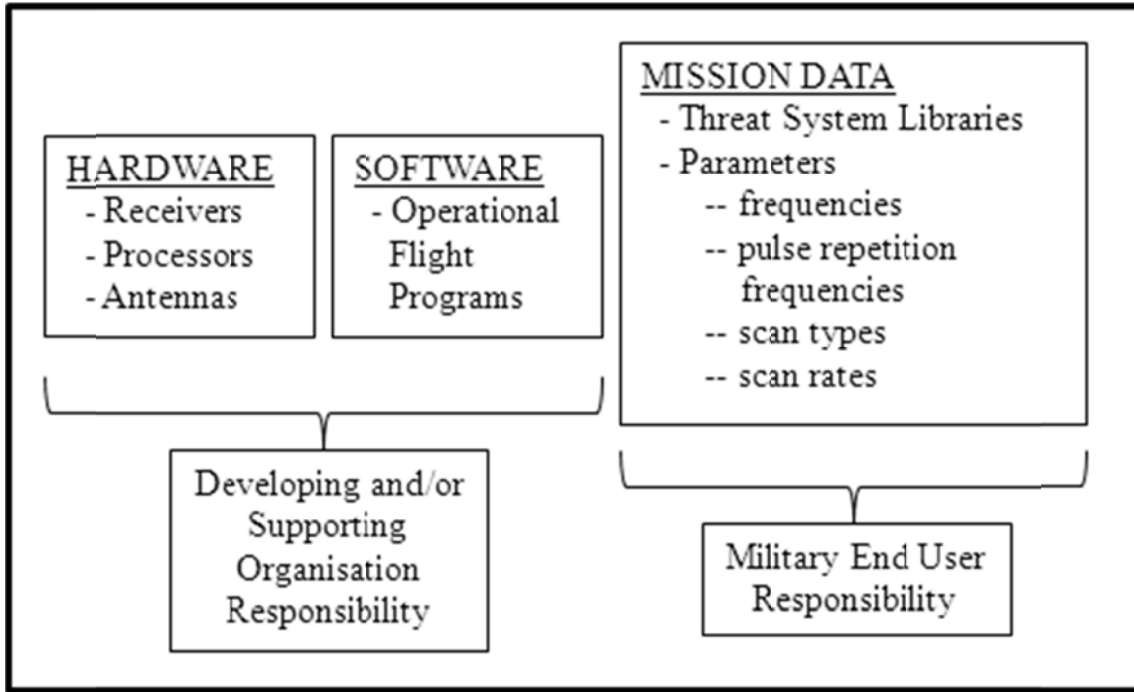 HARDWARE
- Receivers
- Processors
- Antennas
SOFTWARE
- Operational
Flight
Programs
MISSION DATA
- Threat System Libraries
- Parameters
-- frequencies
-- pulse repetition
frequencies
-- scan types
-- scan rates
Developing and/or
Supporting
Organisation
Responsibility
Military End User
Responsibility